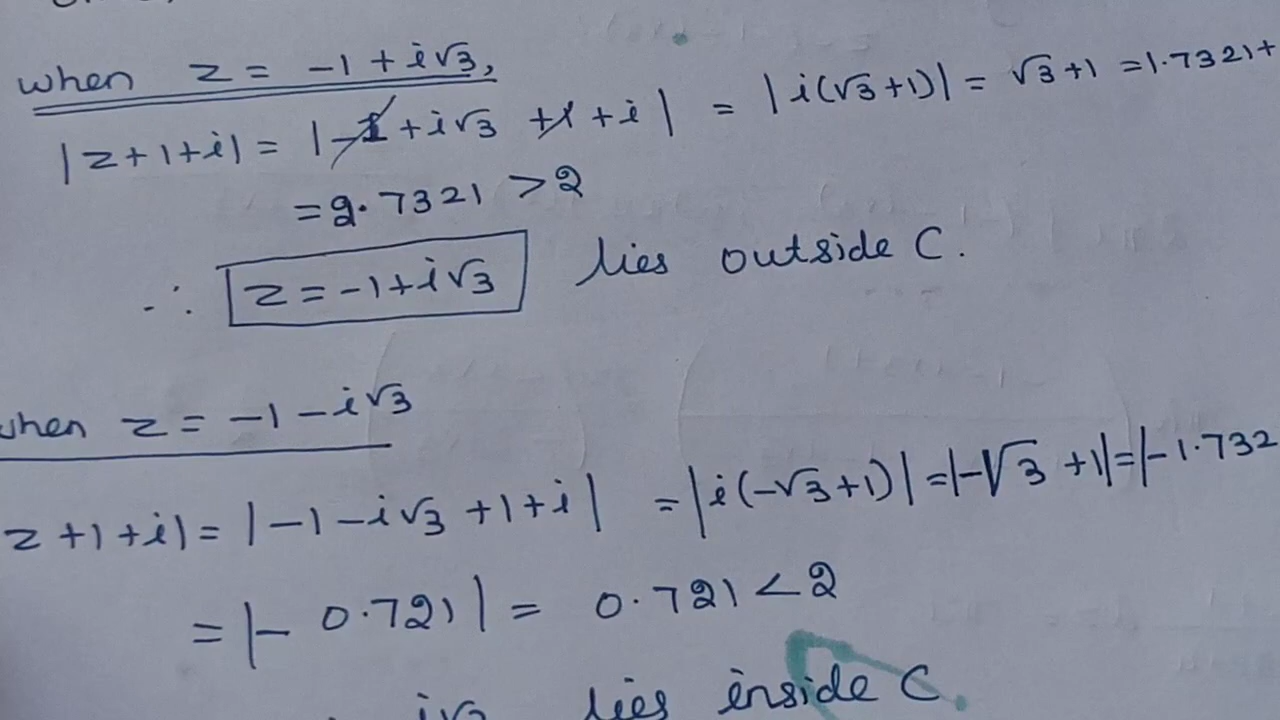 when z = -1 + i√3,
|z+1+i| = |-1 + i√3 + 1 + i| = |i(√3+1)| = √3+1 = 1.7321+
= 2.7321 > 2
∴ z = -1+i√3 lies outside C.
when z = -1 - i√3
z+1+i| = |-1 - i√3 + 1 + i| = |i(-√3+1)| = |-√3 + 1| = |-1.732
= |- 0.721| = 0.721 < 2
i√3 lies inside C.